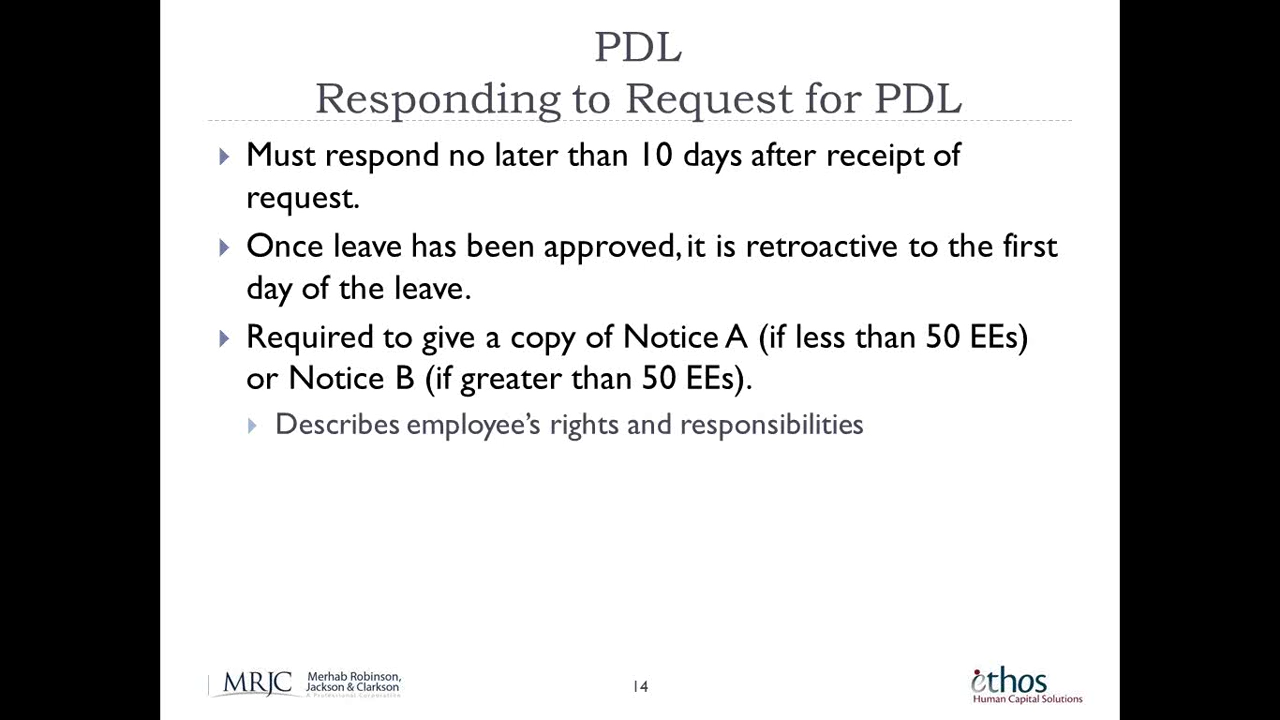 PDL
Responding to Request for PDL
Must respond no later than 10 days after receipt of
request.
Once leave has been approved, it is retroactive to the first
day of the leave.
Required to give a copy of Notice A (if less than 50 EEs)
or Notice B (if greater than 50 EEs).
Describes employee's rights and responsibilities
MRJC
Merhab Robinson,
Jackson & Clarkson
A Professional Corporation
14
ethos
Human Capital Solutions